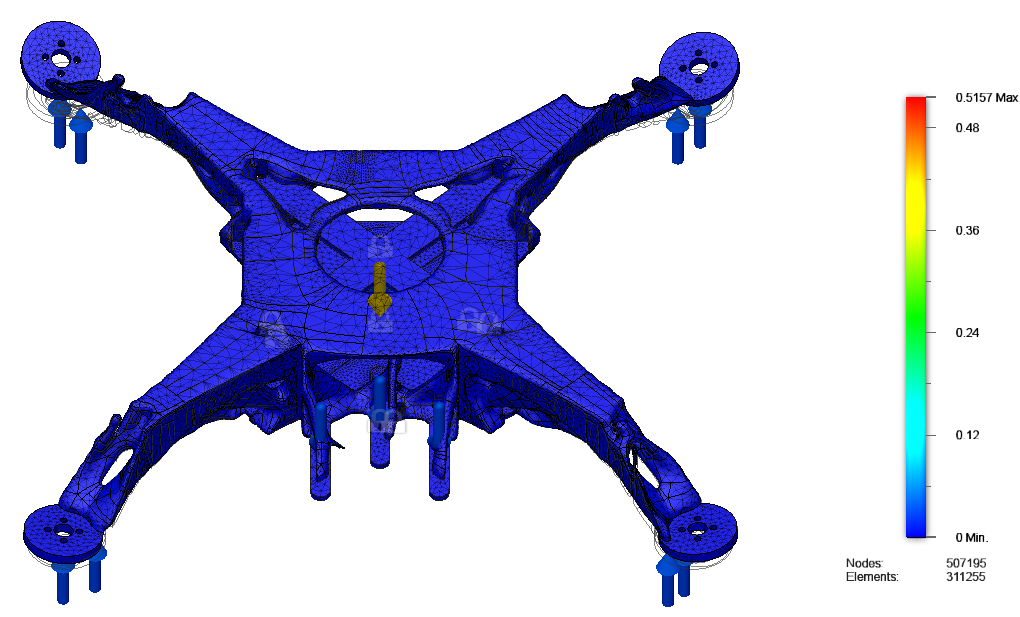 0.5157 Max
0.48
0.36
0.24
0.12
0 Min.
Nodes: 507195
Elements: 311255